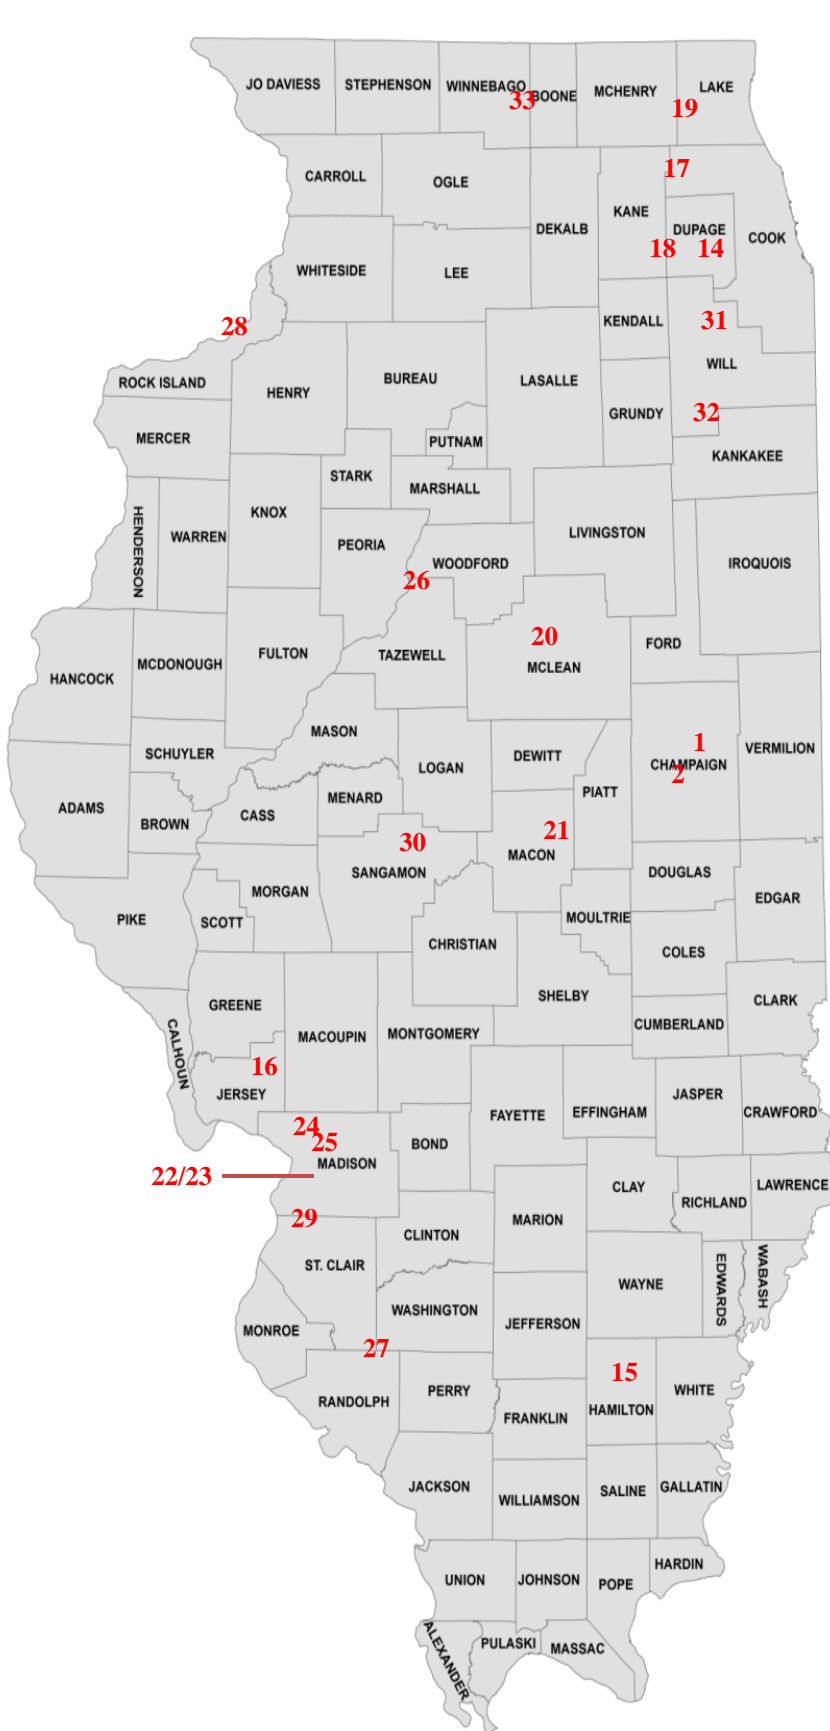 JO DAVIESS
STEPHENSON
WINNEBAGO
33
BOONE
MCHENRY
LAKE
19
CARROLL
OGLE
17
DEKALB
KANE
DUPAGE
COOK
18
14
WHITESIDE
LEE
28
KENDALL
31
ROCK ISLAND
HENRY
BUREAU
LASALLE
WILL
GRUNDY
32
MERCER
PUTNAM
KANKAKEE
STARK
MARSHALL
HENDERSON
WARREN
KNOX
PEORIA
LIVINGSTON
WOODFORD
26
IROQUOIS
20
HANCOCK
MCDONOUGH
FULTON
TAZEWELL
MCLEAN
FORD
MASON
1
SCHUYLER
LOGAN
DEWITT
CHAMPAIGN
2
VERMILION
ADAMS
BROWN
CASS
MENARD
PIATT
30
21
SANGAMON
MACON
DOUGLAS
MORGAN
EDGAR
PIKE
SCOTT
MOULTRIE
CHRISTIAN
COLES
GREENE
SHELBY
CLARK
CALHOUN
MACOUPIN
MONTGOMERY
CUMBERLAND
16
JERSEY
FAYETTE
EFFINGHAM
JASPER
CRAWFORD
24
25
BOND
MADISON
22/23
CLAY
RICHLAND
LAWRENCE
29
MARION
CLINTON
ST. CLAIR
WAYNE
EDWARDS
WABASH
MONROE
WASHINGTON
JEFFERSON
27
15
RANDOLPH
PERRY
FRANKLIN
HAMILTON
WHITE
JACKSON
WILLIAMSON
SALINE
GALLATIN
UNION
JOHNSON
POPE
HARDIN
ALEXANDER
PULASKI
MASSAC